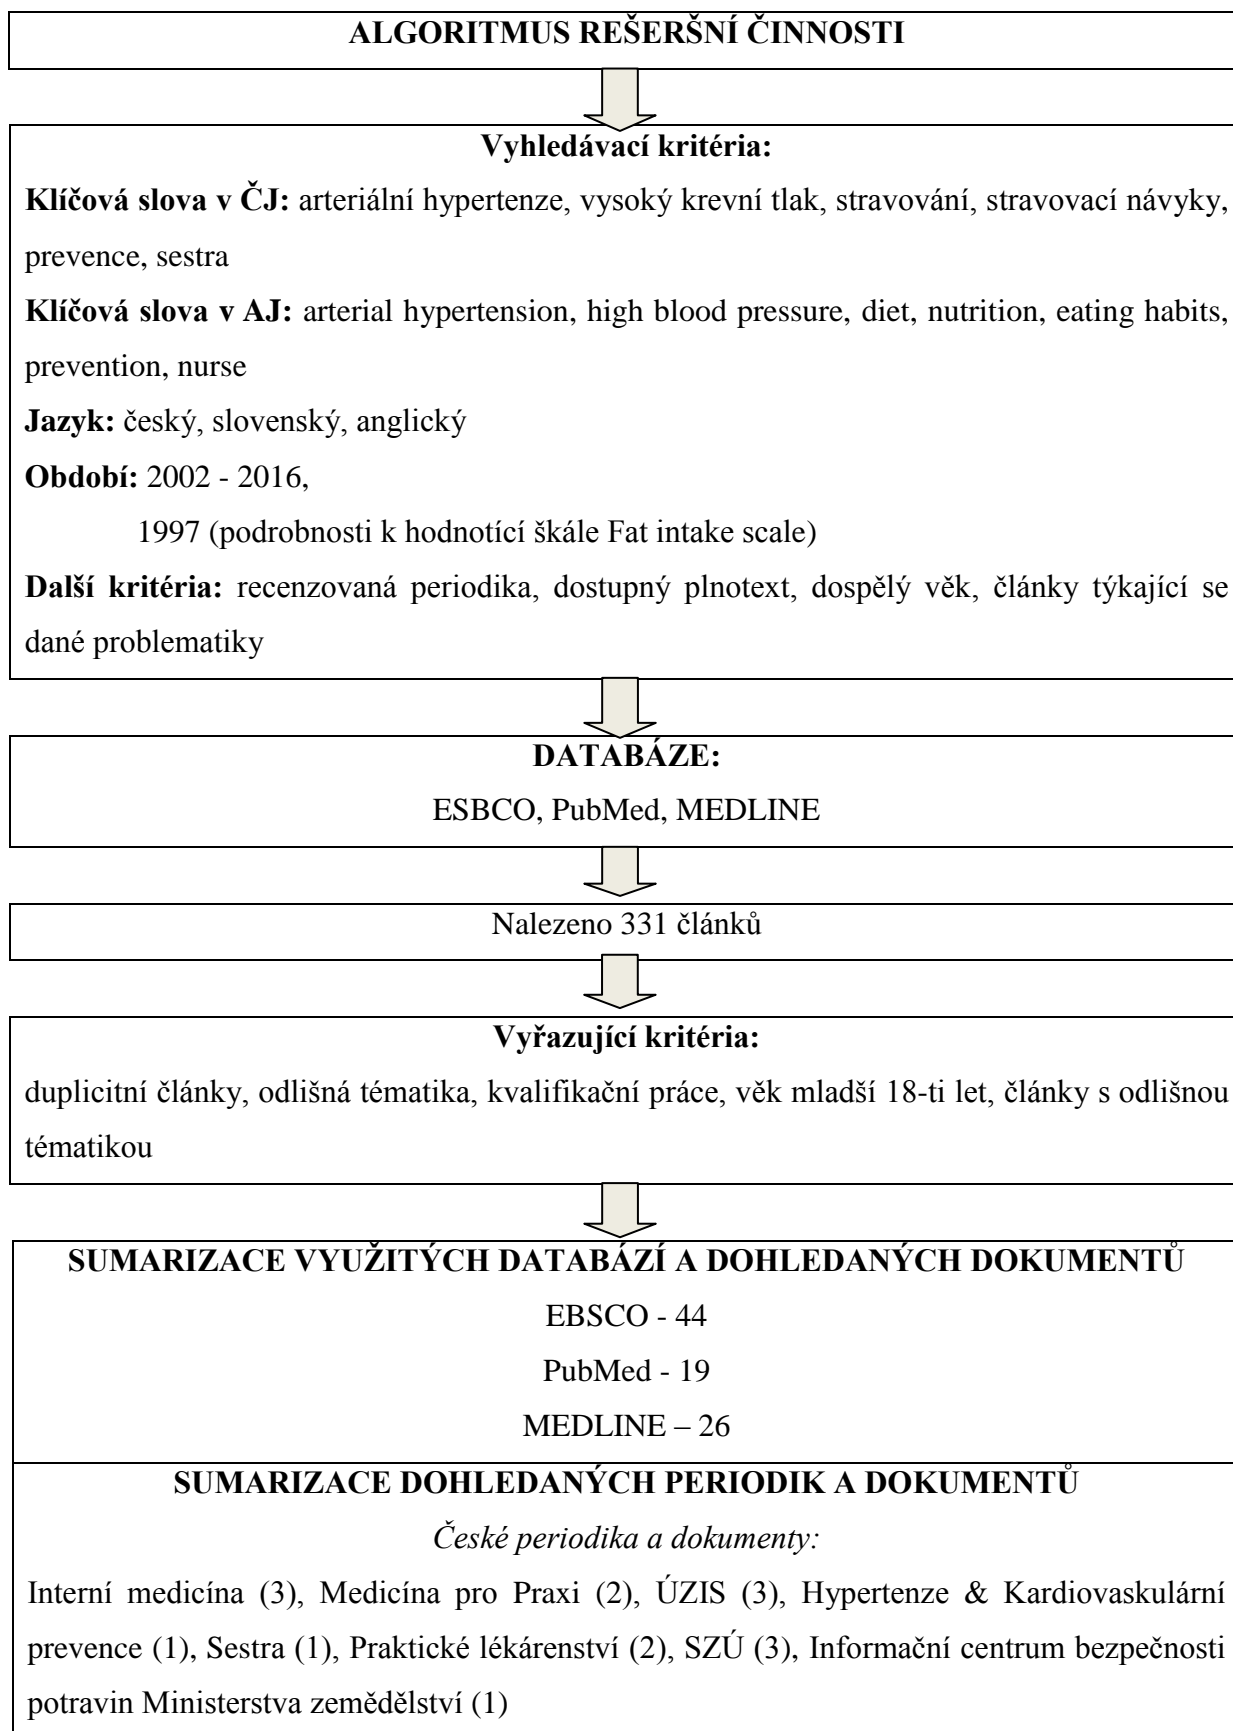 ALGORITMUS REŠERŠNÍ ČINNOSTI
Vyhledávací kritéria:
Klíčová slova v ČJ: arteriální hypertenze, vysoký krevní tlak, stravování, stravovací návyky,
prevence, sestra
Klíčová slova v AJ: arterial hypertension, high blood pressure, diet, nutrition, eating habits,
prevention, nurse
Jazyk: český, slovenský, anglický
Období: 2002 - 2016,
1997 (podrobnosti k hodnotící škále Fat intake scale)
Další kritéria: recenzovaná periodika, dostupný plnotext, dospělý věk, články týkající se
dané problematiky
DATABÁZE:
ESBCO, PubMed, MEDLINE
Nalezeno 331 článků
Vyřazující kritéria:
duplicitní články, odlišná tématika, kvalifikační práce, věk mladší 18-ti let, články s odlišnou
tématikou
SUMARIZACE VYUŽITÝCH DATABÁZÍ A DOHLEDANÝCH DOKUMENTŮ
EBSCO - 44
PubMed - 19
MEDLINE – 26
SUMARIZACE DOHLEDANÝCH PERIODIK A DOKUMENTŮ
České periodika a dokumenty:
Interní medicína (3), Medicína pro Praxi (2), ÚZIS (3), Hypertenze & Kardiovaskulární
prevence (1), Sestra (1), Praktické lékárenství (2), SZÚ (3), Informační centrum bezpečnosti
potravin Ministerstva zemědělství (1)